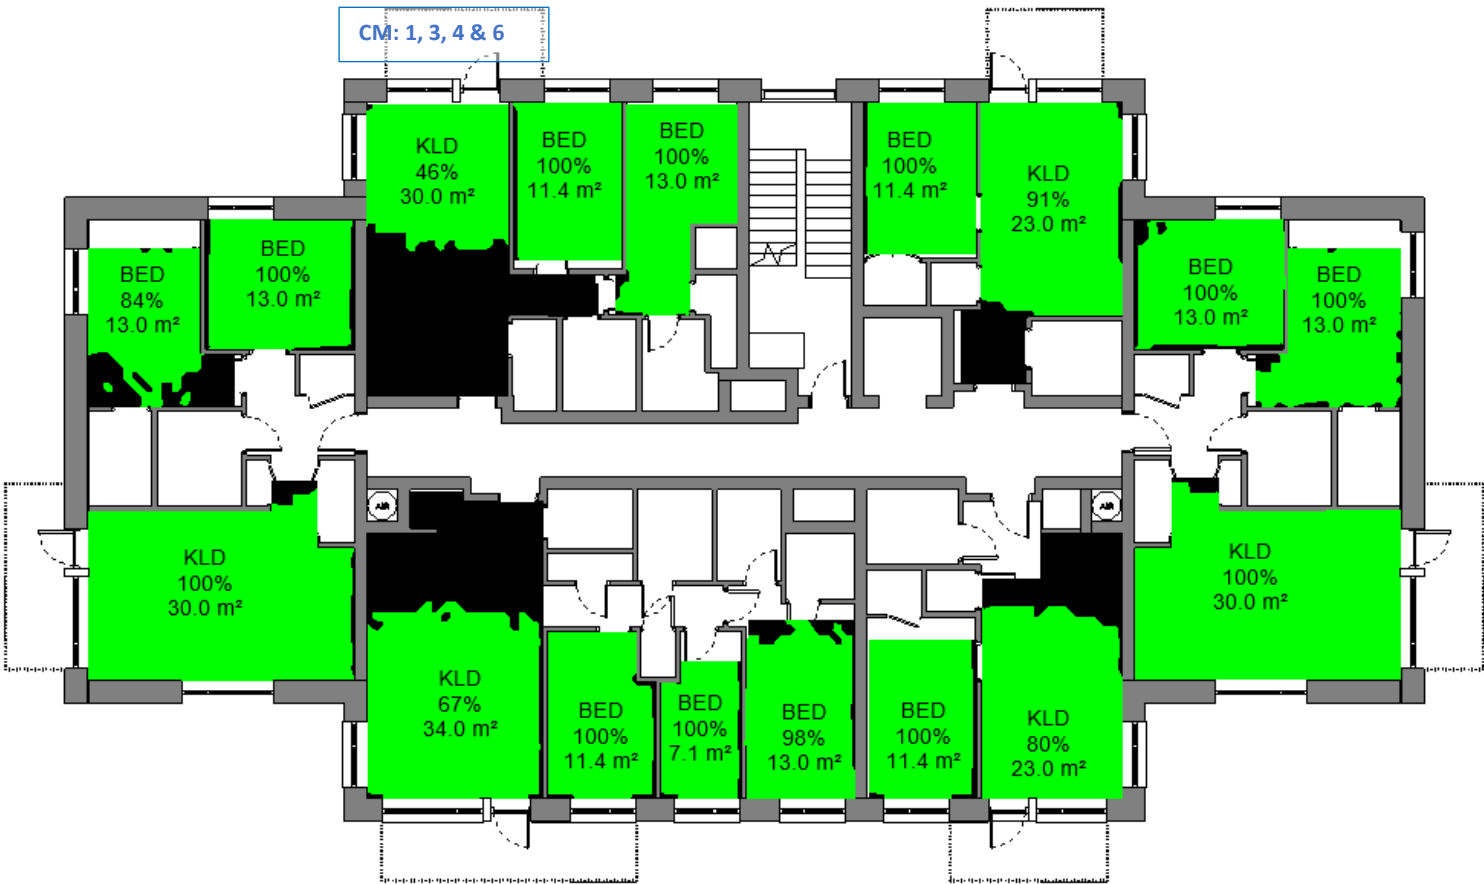 CM: 1, 3, 4 & 6
KLD
46%
30.0 m²
BED
100%
11.4 m²
BED
100%
13.0 m²
BED
100%
11.4 m²
KLD
91%
23.0 m²
BED
84%
13.0 m²
BED
100%
13.0 m²
BED
100%
13.0 m²
BED
100%
13.0 m²
AIR
AIR
KLD
100%
30.0 m²
KLD
100%
30.0 m²
KLD
67%
34.0 m²
BED
100%
11.4 m²
BED
100%
7.1 m²
BED
98%
13.0 m²
BED
100%
11.4 m²
KLD
80%
23.0 m²